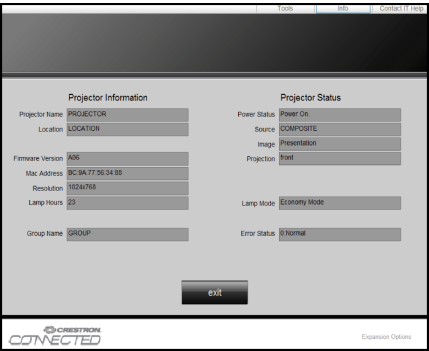 Tools Info Contact IT Help
Projector Information
Projector Name PROJECTOR
Location LOCATION
Firmware Version A06
Mac Address BC:9A:77:56:34:88
Resolution 1024x768
Lamp Hours 23
Group Name GROUP
Projector Status
Power Status Power On.
Source COMPOSITE
Image Presentation
Projection front
Lamp Mode Economy Mode
Error Status 0:Normal
exit
CRESTRON.
CONNECTED
Expansion Options